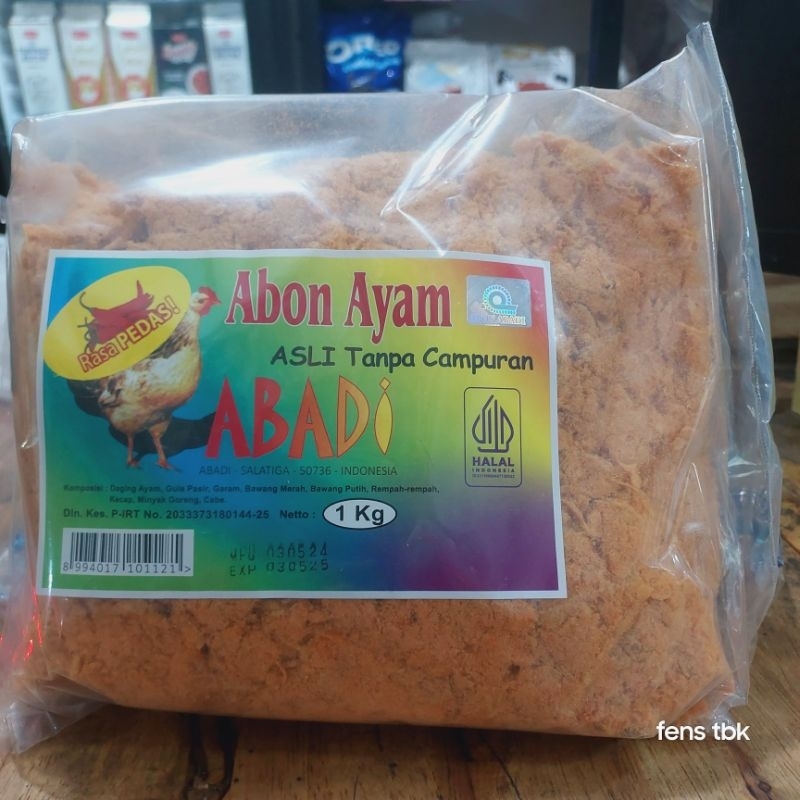 Oreo
Rasa PEDAS!
Abon Ayam
ASLI Tanpa Campuran
ABADi
ABADI - SALATIGA - 50736 - INDONESIA
HALAL
INDONESIA
Komposisi : Daging Ayam, Gula Pasir, Garam, Bawang Merah, Bawang Putih, Rempah-rempah,
Kecap, Minyak Goreng, Cabe.
Din. Kes. P-IRT No. 2033373180144-25 Netto : 1 Kg
8 994017 101121 >
030524
EXP 030525
fens tbk